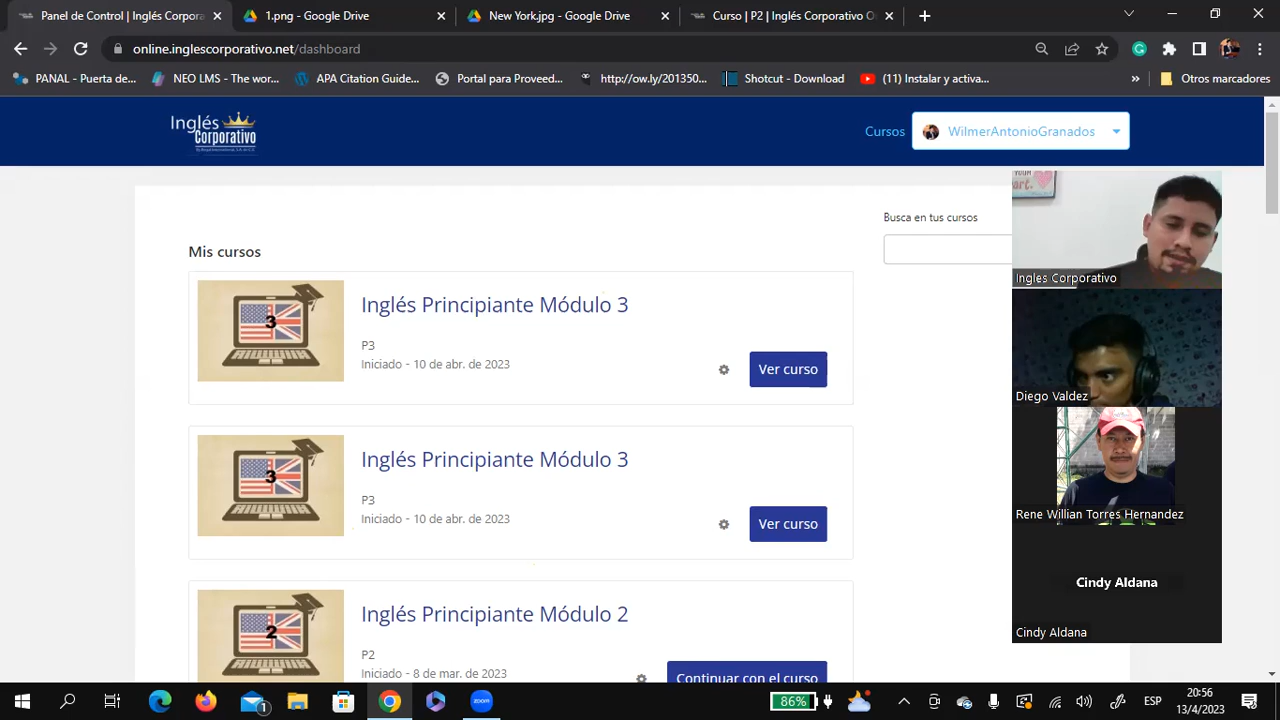 Panel de Control | Inglés Corpora
1.png - Google Drive
New York.jpg - Google Drive
Curso | P2 | Inglés Corporativo O
online.inglescorporativo.net/dashboard
PANAL - Puerta de...
NEO LMS - The wor...
APA Citation Guide...
Portal para Proveed...
http://ow.ly/201350...
Shotcut - Download
(11) Instalar y activa...
»
Otros marcadores
Inglés
Corporativo
Cursos
WilmerAntonioGranados
Busca en tus cursos
Mis cursos
3
Inglés Principiante Módulo 3
P3
Iniciado - 10 de abr. de 2023
Ver curso
3
Inglés Principiante Módulo 3
P3
Iniciado - 10 de abr. de 2023
Ver curso
2
Inglés Principiante Módulo 2
P2
Iniciado - 8 de mar. de 2023
Continuar con el curso
Ingles Corporativo
Diego Valdez
Rene Willian Torres Hernandez
Cindy Aldana
Cindy Aldana
1
zoom
86%
ESP
20:56
13/4/2023